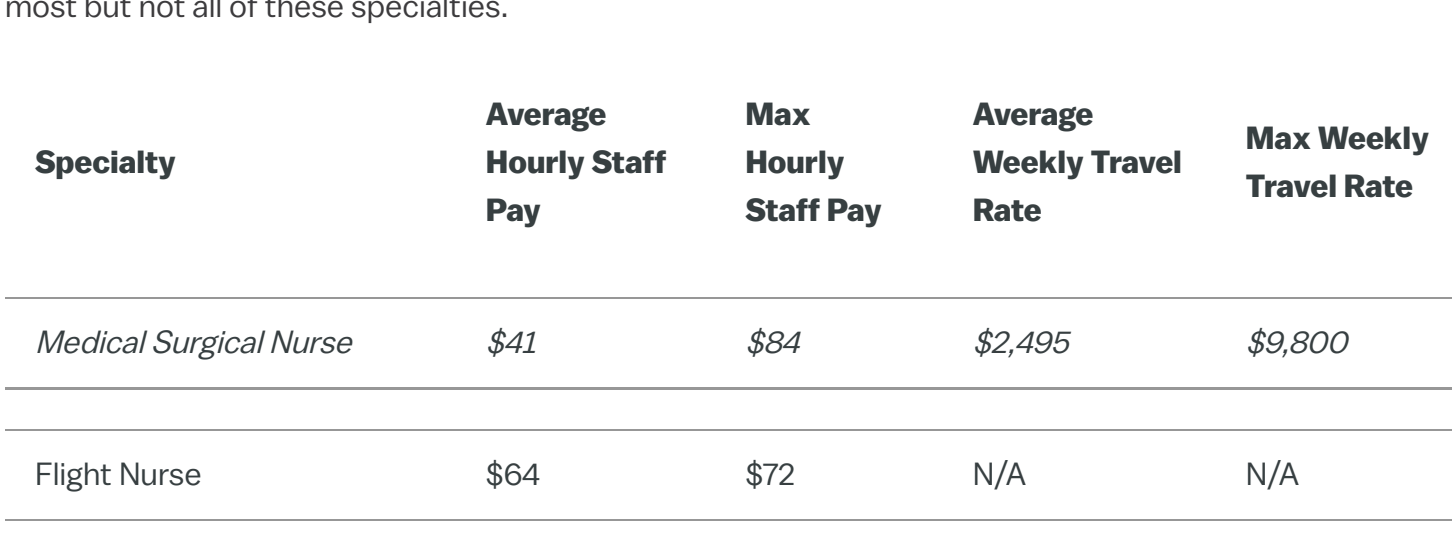 most but not all of these specialties.
Specialty
Average
Hourly Staff
Pay
Max
Hourly
Staff Pay
Average
Weekly Travel
Rate
Max Weekly
Travel Rate
Medical Surgical Nurse $41 $84 $2,495 $9,800
Flight Nurse $64 $72 N/A N/A